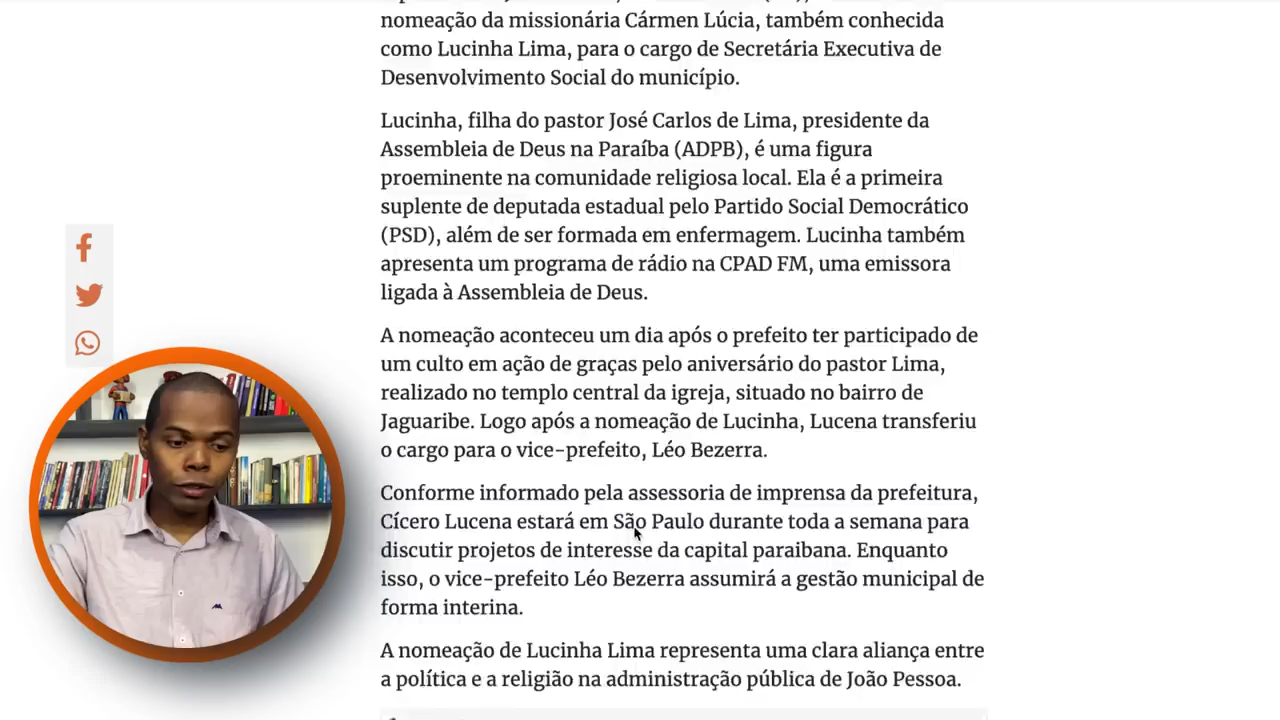 nomeação da missionária Cármen Lúcia, também conhecida
como Lucinha Lima, para o cargo de Secretária Executiva de
Desenvolvimento Social do município.
Lucinha, filha do pastor José Carlos de Lima, presidente da
Assembleia de Deus na Paraíba (ADPB), é uma figura
proeminente na comunidade religiosa local. Ela é a primeira
suplente de deputada estadual pelo Partido Social Democrático
(PSD), além de ser formada em enfermagem. Lucinha também
apresenta um programa de rádio na CPAD FM, uma emissora
ligada à Assembleia de Deus.
A nomeação aconteceu um dia após o prefeito ter participado de
um culto em ação de graças pelo aniversário do pastor Lima,
realizado no templo central da igreja, situado no bairro de
Jaguaribe. Logo após a nomeação de Lucinha, Lucena transferiu
o cargo para o vice-prefeito, Léo Bezerra.
Conforme informado pela assessoria de imprensa da prefeitura,
Cícero Lucena estará em São Paulo durante toda a semana para
discutir projetos de interesse da capital paraibana. Enquanto
isso, o vice-prefeito Léo Bezerra assumirá a gestão municipal de
forma interina.
A nomeação de Lucinha Lima representa uma clara aliança entre
a política e a religião na administração pública de João Pessoa.